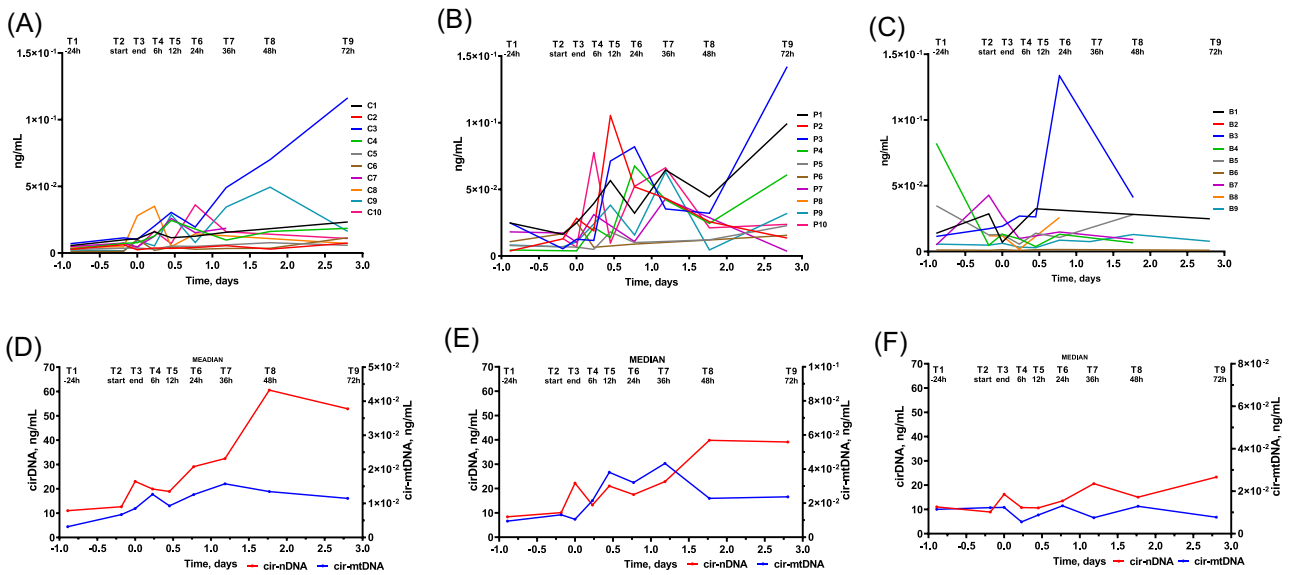 (A)
T1 T2 T3 T4 T5 T6 T7 T8 T9
-24h start end 6h 12h 24h 36h 48h 72h
1.5×10⁻¹
1×10⁻¹
5×10⁻²
0
ng/mL
-1.0 -0.5 0.0 0.5 1.0 1.5 2.0 2.5 3.0
Time, days
C1
C2
C3
C4
C5
C6
C7
C8
C9
C10
(B)
T1 T2 T3 T4 T5 T6 T7 T8 T9
-24h start end 6h 12h 24h 36h 48h 72h
1.5×10⁻¹
1×10⁻¹
5×10⁻²
0
ng/mL
-1.0 -0.5 0.0 0.5 1.0 1.5 2.0 2.5 3.0
Time, days
P1
P2
P3
P4
P5
P6
P7
P8
P9
P10
(C)
T1 T2 T3 T4 T5 T6 T7 T8 T9
-24h start end 6h 12h 24h 36h 48h 72h
1.5×10⁻¹
1×10⁻¹
5×10⁻²
0
ng/mL
-1.0 -0.5 0.0 0.5 1.0 1.5 2.0 2.5 3.0
Time, days
B1
B2
B3
B4
B5
B6
B7
B8
B9
(D)
MEADIAN
T1 T2 T3 T4 T5 T6 T7 T8 T9
-24h start end 6h 12h 24h 36h 48h 72h
70
60
50
40
30
20
10
0
cirDNA, ng/mL
5×10⁻²
4×10⁻²
3×10⁻²
2×10⁻²
1×10⁻²
0
cir-mtDNA, ng/mL
-1.0 -0.5 0.0 0.5 1.0 1.5 2.0 2.5 3.0
Time, days
cir-nDNA cir-mtDNA
(E)
MEDIAN
T1 T2 T3 T4 T5 T6 T7 T8 T9
-24h start end 6h 12h 24h 36h 48h 72h
70
60
50
40
30
20
10
0
cirDNA, ng/mL
1×10⁻¹
8×10⁻²
6×10⁻²
4×10⁻²
2×10⁻²
0
cir-mtDNA, ng/mL
-1.0 -0.5 0.0 0.5 1.0 1.5 2.0 2.5 3.0
Time, days
cir-nDNA cir-mtDNA
(F)
MEDIAN
T1 T2 T3 T4 T5 T6 T7 T8 T9
-24h start end 6h 12h 24h 36h 48h 72h
70
60
50
40
30
20
10
0
cirDNA, ng/mL
8×10⁻²
6×10⁻²
4×10⁻²
2×10⁻²
0
cir-mtDNA, ng/mL
-1.0 -0.5 0.0 0.5 1.0 1.5 2.0 2.5 3.0
Time, days
cir-nDNA cir-mtDNA